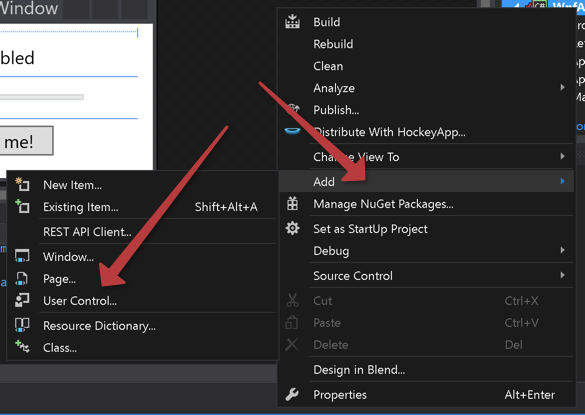 Window
bled
me!
Build
Rebuild
Clean
Analyze
Publish...
Distribute With HockeyApp...
Change View To
Add
Manage NuGet Packages...
Set as StartUp Project
Debug
Source Control
Cut Ctrl+X
Paste Ctrl+V
Delete Del
Design in Blend...
Properties Alt+Enter
New Item...
Existing Item... Shift+Alt+A
REST API Client...
Window...
Page...
User Control...
Resource Dictionary...
Class...